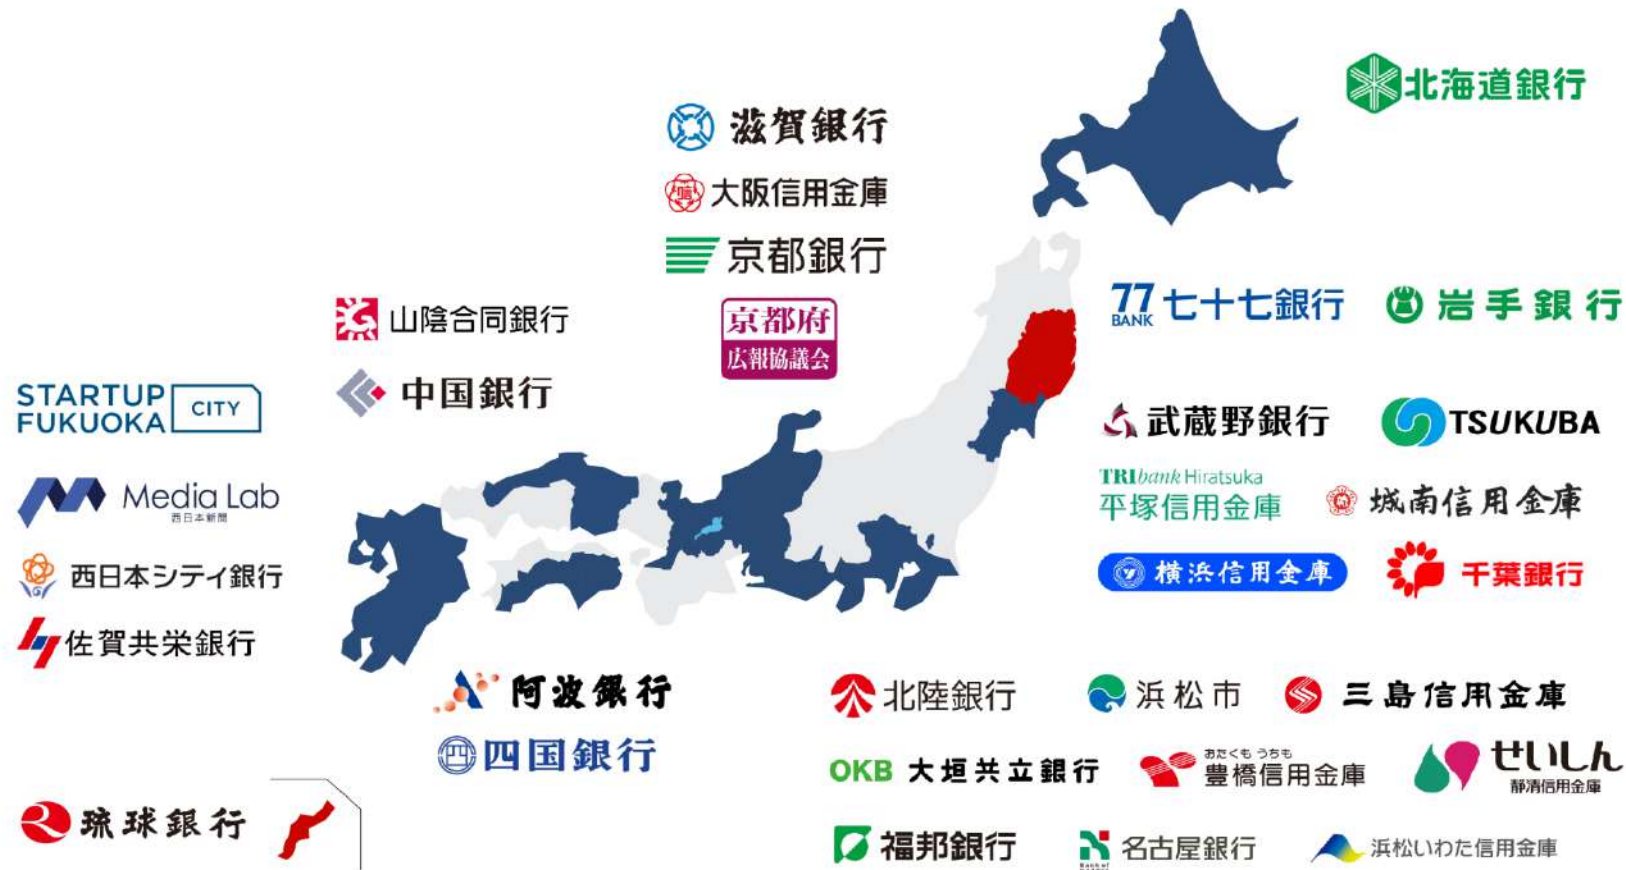 北海道銀行
滋賀銀行
信 大阪信用金庫
京都銀行
京都府
広報協議会
山陰合同銀行
中国銀行
77
BANK
七十七銀行
岩手銀行
STARTUP
FUKUOKA
CITY
武蔵野銀行
TSUKUBA
TRIbank Hiratsuka
平塚信用金庫
城南信用金庫
Media Lab
西日本新聞
西日本シティ銀行
横浜信用金庫
千葉銀行
佐賀共栄銀行
阿波銀行
四 四国銀行
北陸銀行
浜松市
三島信用金庫
OKB 大垣共立銀行
おたくも うちも
豊橋信用金庫
せいしん
静清信用金庫
琉球銀行
福邦銀行
名古屋銀行
浜松いわた信用金庫